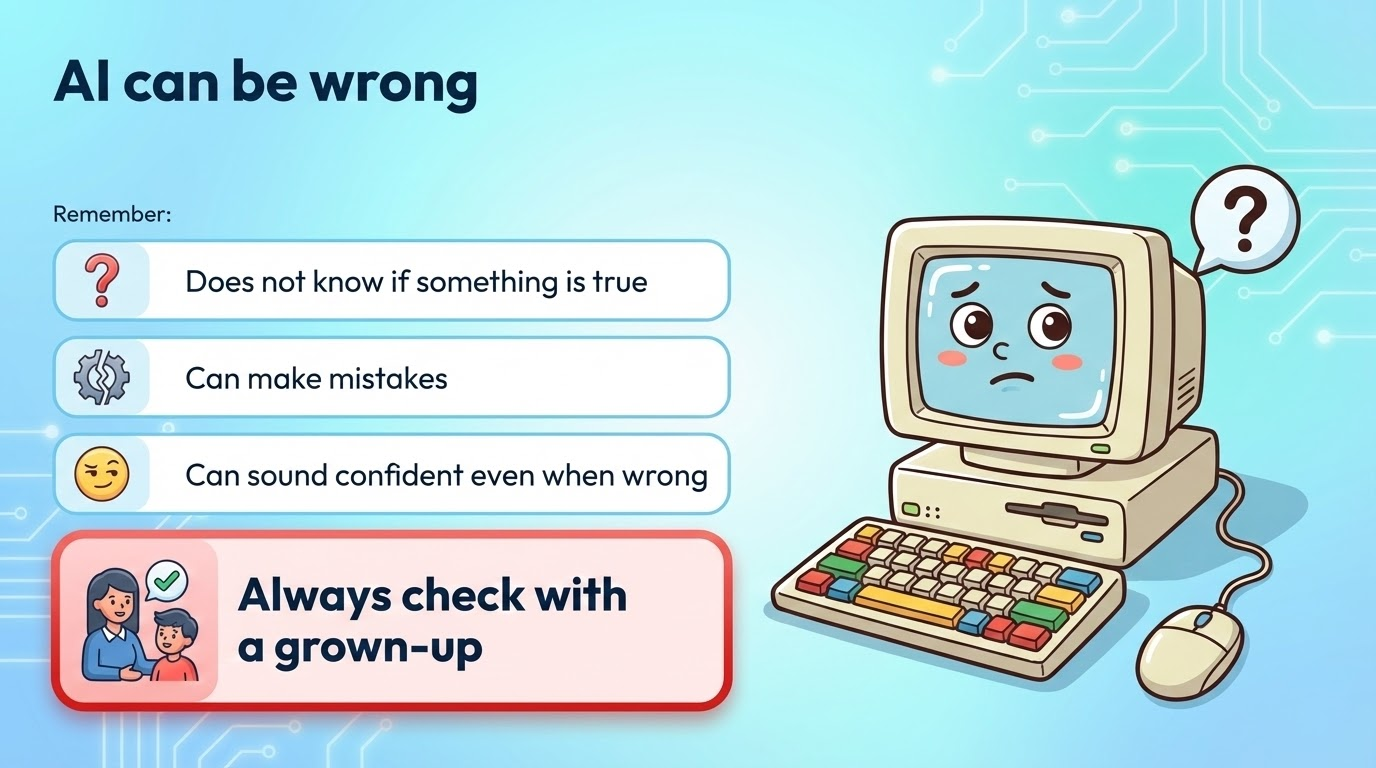 AI can be wrong
Remember:
Does not know if something is true
Can make mistakes
Can sound confident even when wrong
Always check with
a grown-up
?